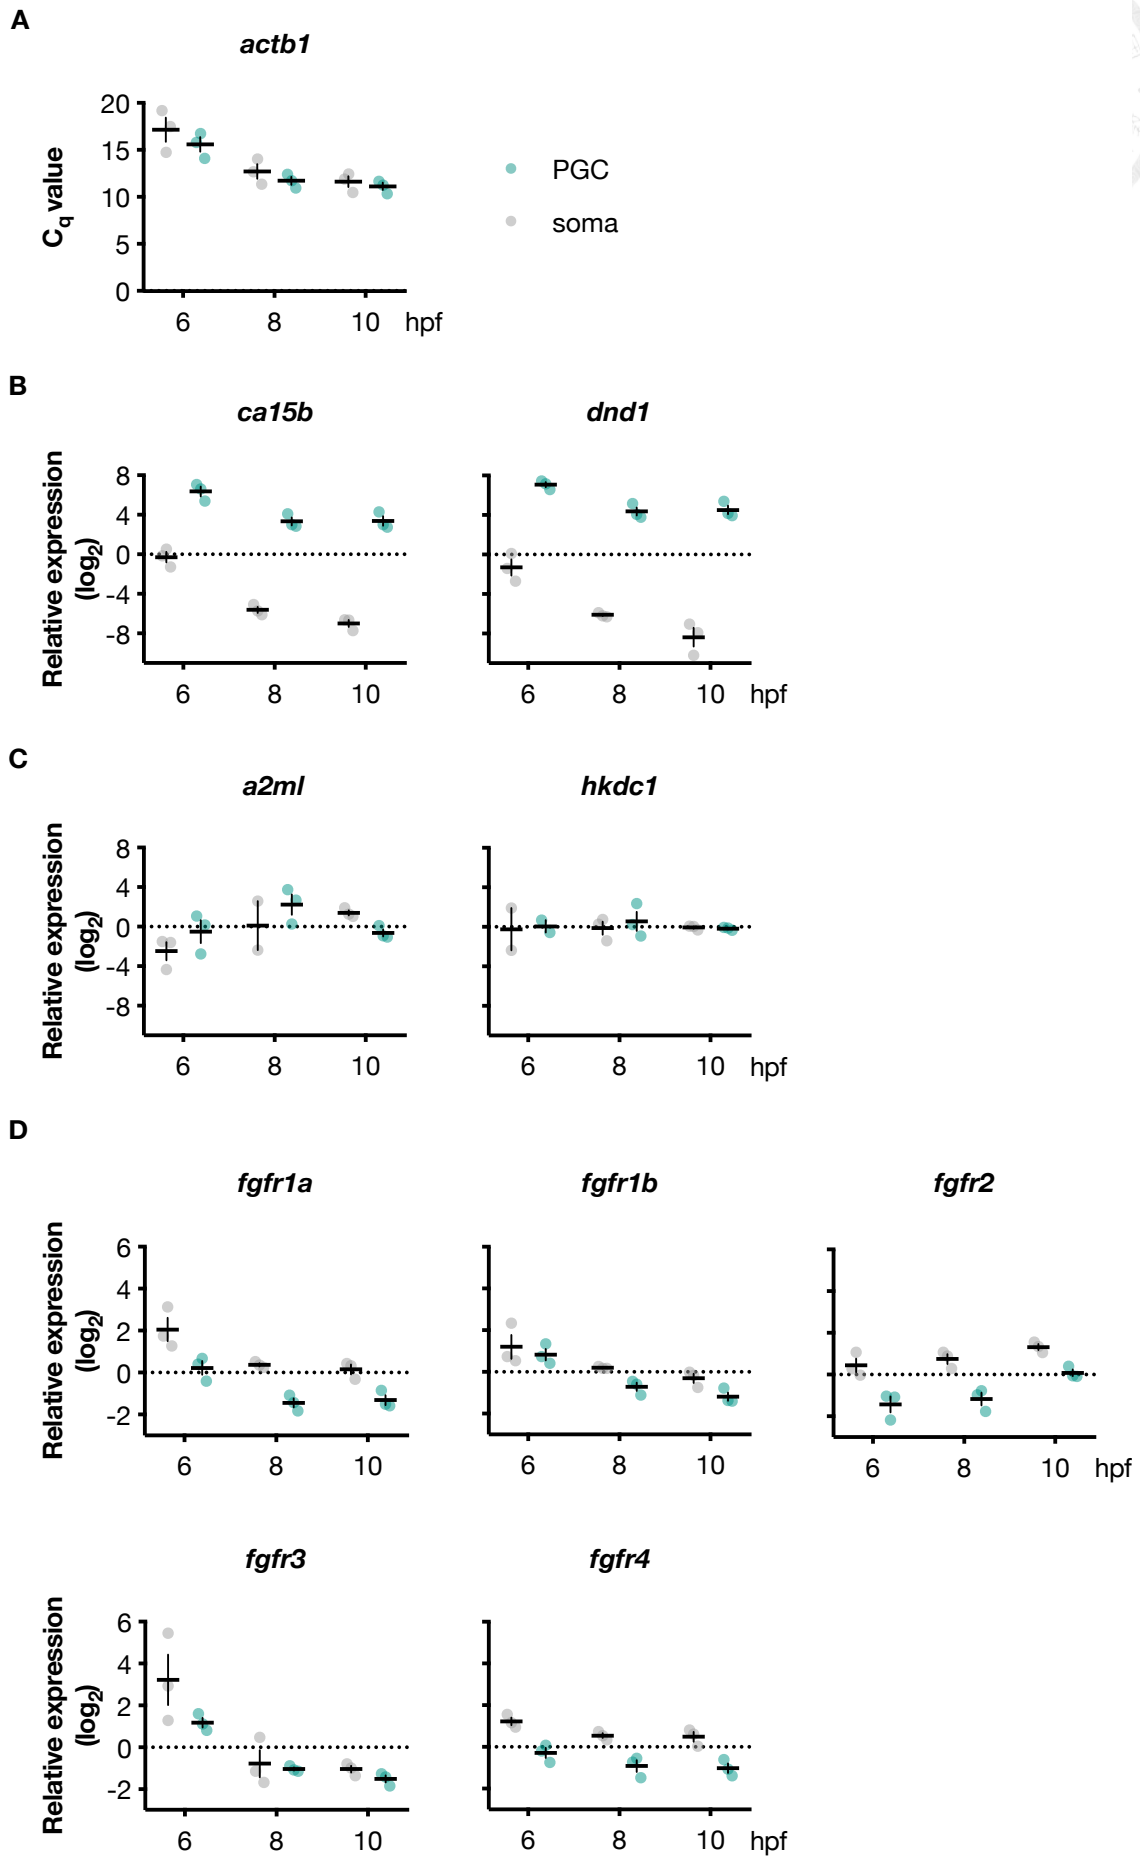 A
actb1
20
15
10
5
0
Cq value
6 8 10 hpf
PGC
soma
B
ca15b dnd1
Relative expression
(log2)
8
4
0
-4
-8
6 8 10
6 8 10 hpf
C
a2ml hkdc1
Relative expression
(log2)
8
4
0
-4
-8
6 8 10
6 8 10 hpf
D
fgfr1a fgfr1b fgfr2
Relative expression
(log2)
6
4
2
0
-2
6 8 10
6 8 10
6 8 10 hpf
fgfr3 fgfr4
Relative expression
(log2)
6
4
2
0
-2
6 8 10
6 8 10 hpf